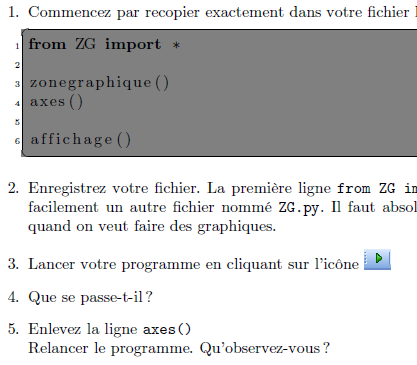 1. Commencez par recopier exactement dans votre fichier
1 from ZG import *
2
3 zonegraphique()
4 axes()
5
6 affichage()
2. Enregistrez votre fichier. La première ligne from ZG
facilement un autre fichier nommé ZG.py. Il faut
quand on veut faire des graphiques.
3. Lancer votre programme en cliquant sur l'icône
4. Que se passe-t-il ?
5. Enlevez la ligne axes()
Relancer le programme. Qu'observez-vous ?